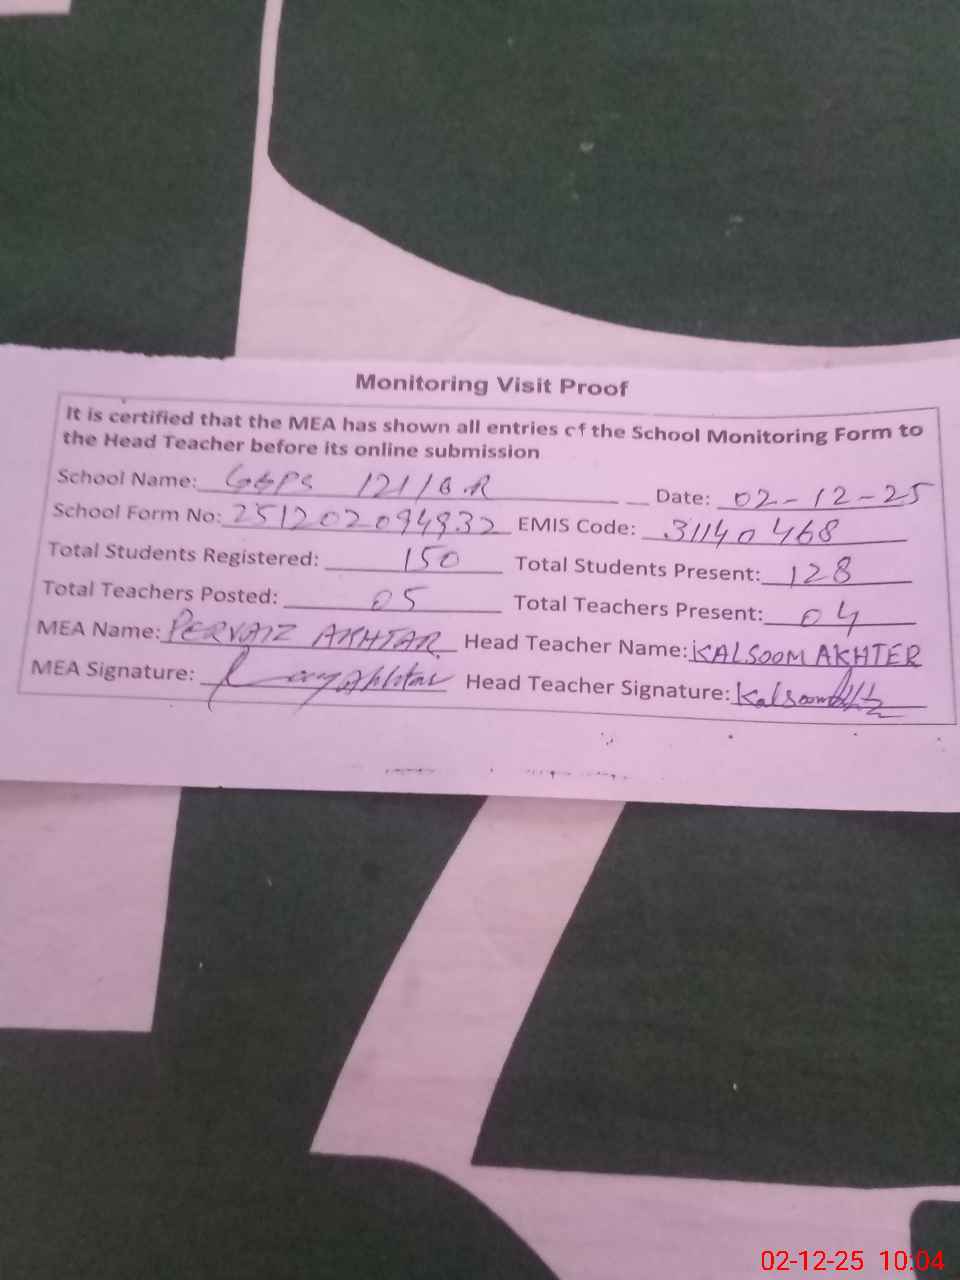 Monitoring Visit Proof
It is certified that the MEA has shown all entries of the School Monitoring Form to
the Head Teacher before its online submission
School Name: GGPS 121/6.R Date: 02-12-25
School Form No: 251202094932 EMIS Code: 31140468
Total Students Registered: 150 Total Students Present: 128
Total Teachers Posted: 05 Total Teachers Present: 04
MEA Name: PERVAIZ AKHTAR Head Teacher Name: KALSOOM AKHTER
MEA Signature: Head Teacher Signature: Kalsoom
02-12-25 10:04